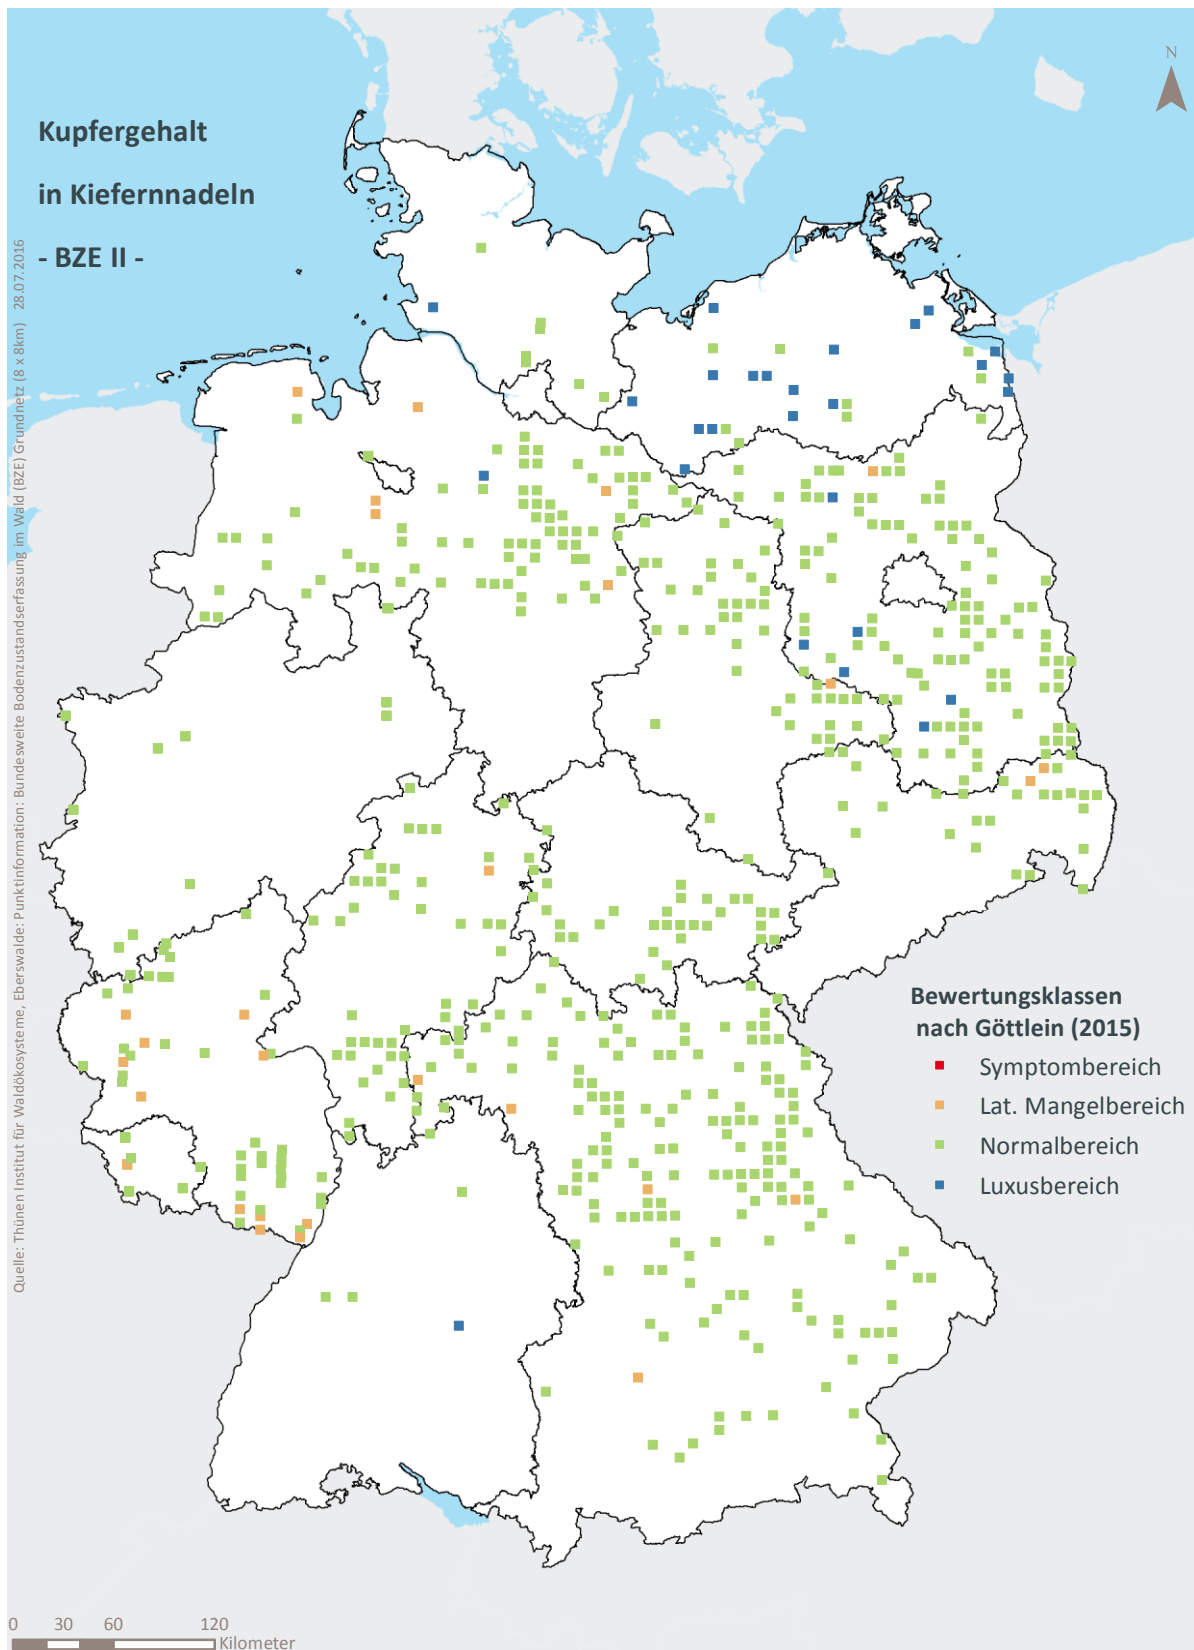 N
Kupfergehalt
in Kiefernnadeln
- BZE II -
Quelle: Thünen Institut für Waldökosysteme, Eberswalde: Punktinformation: Bundesweite Bodenzustandserfassung im Wald (BZE) Grundnetz (8 x 8km) 28.07.2016
Bewertungsklassen
nach Göttlein (2015)
Symptombereich
Lat. Mangelbereich
Normalbereich
Luxusbereich
0 30 60 120
Kilometer